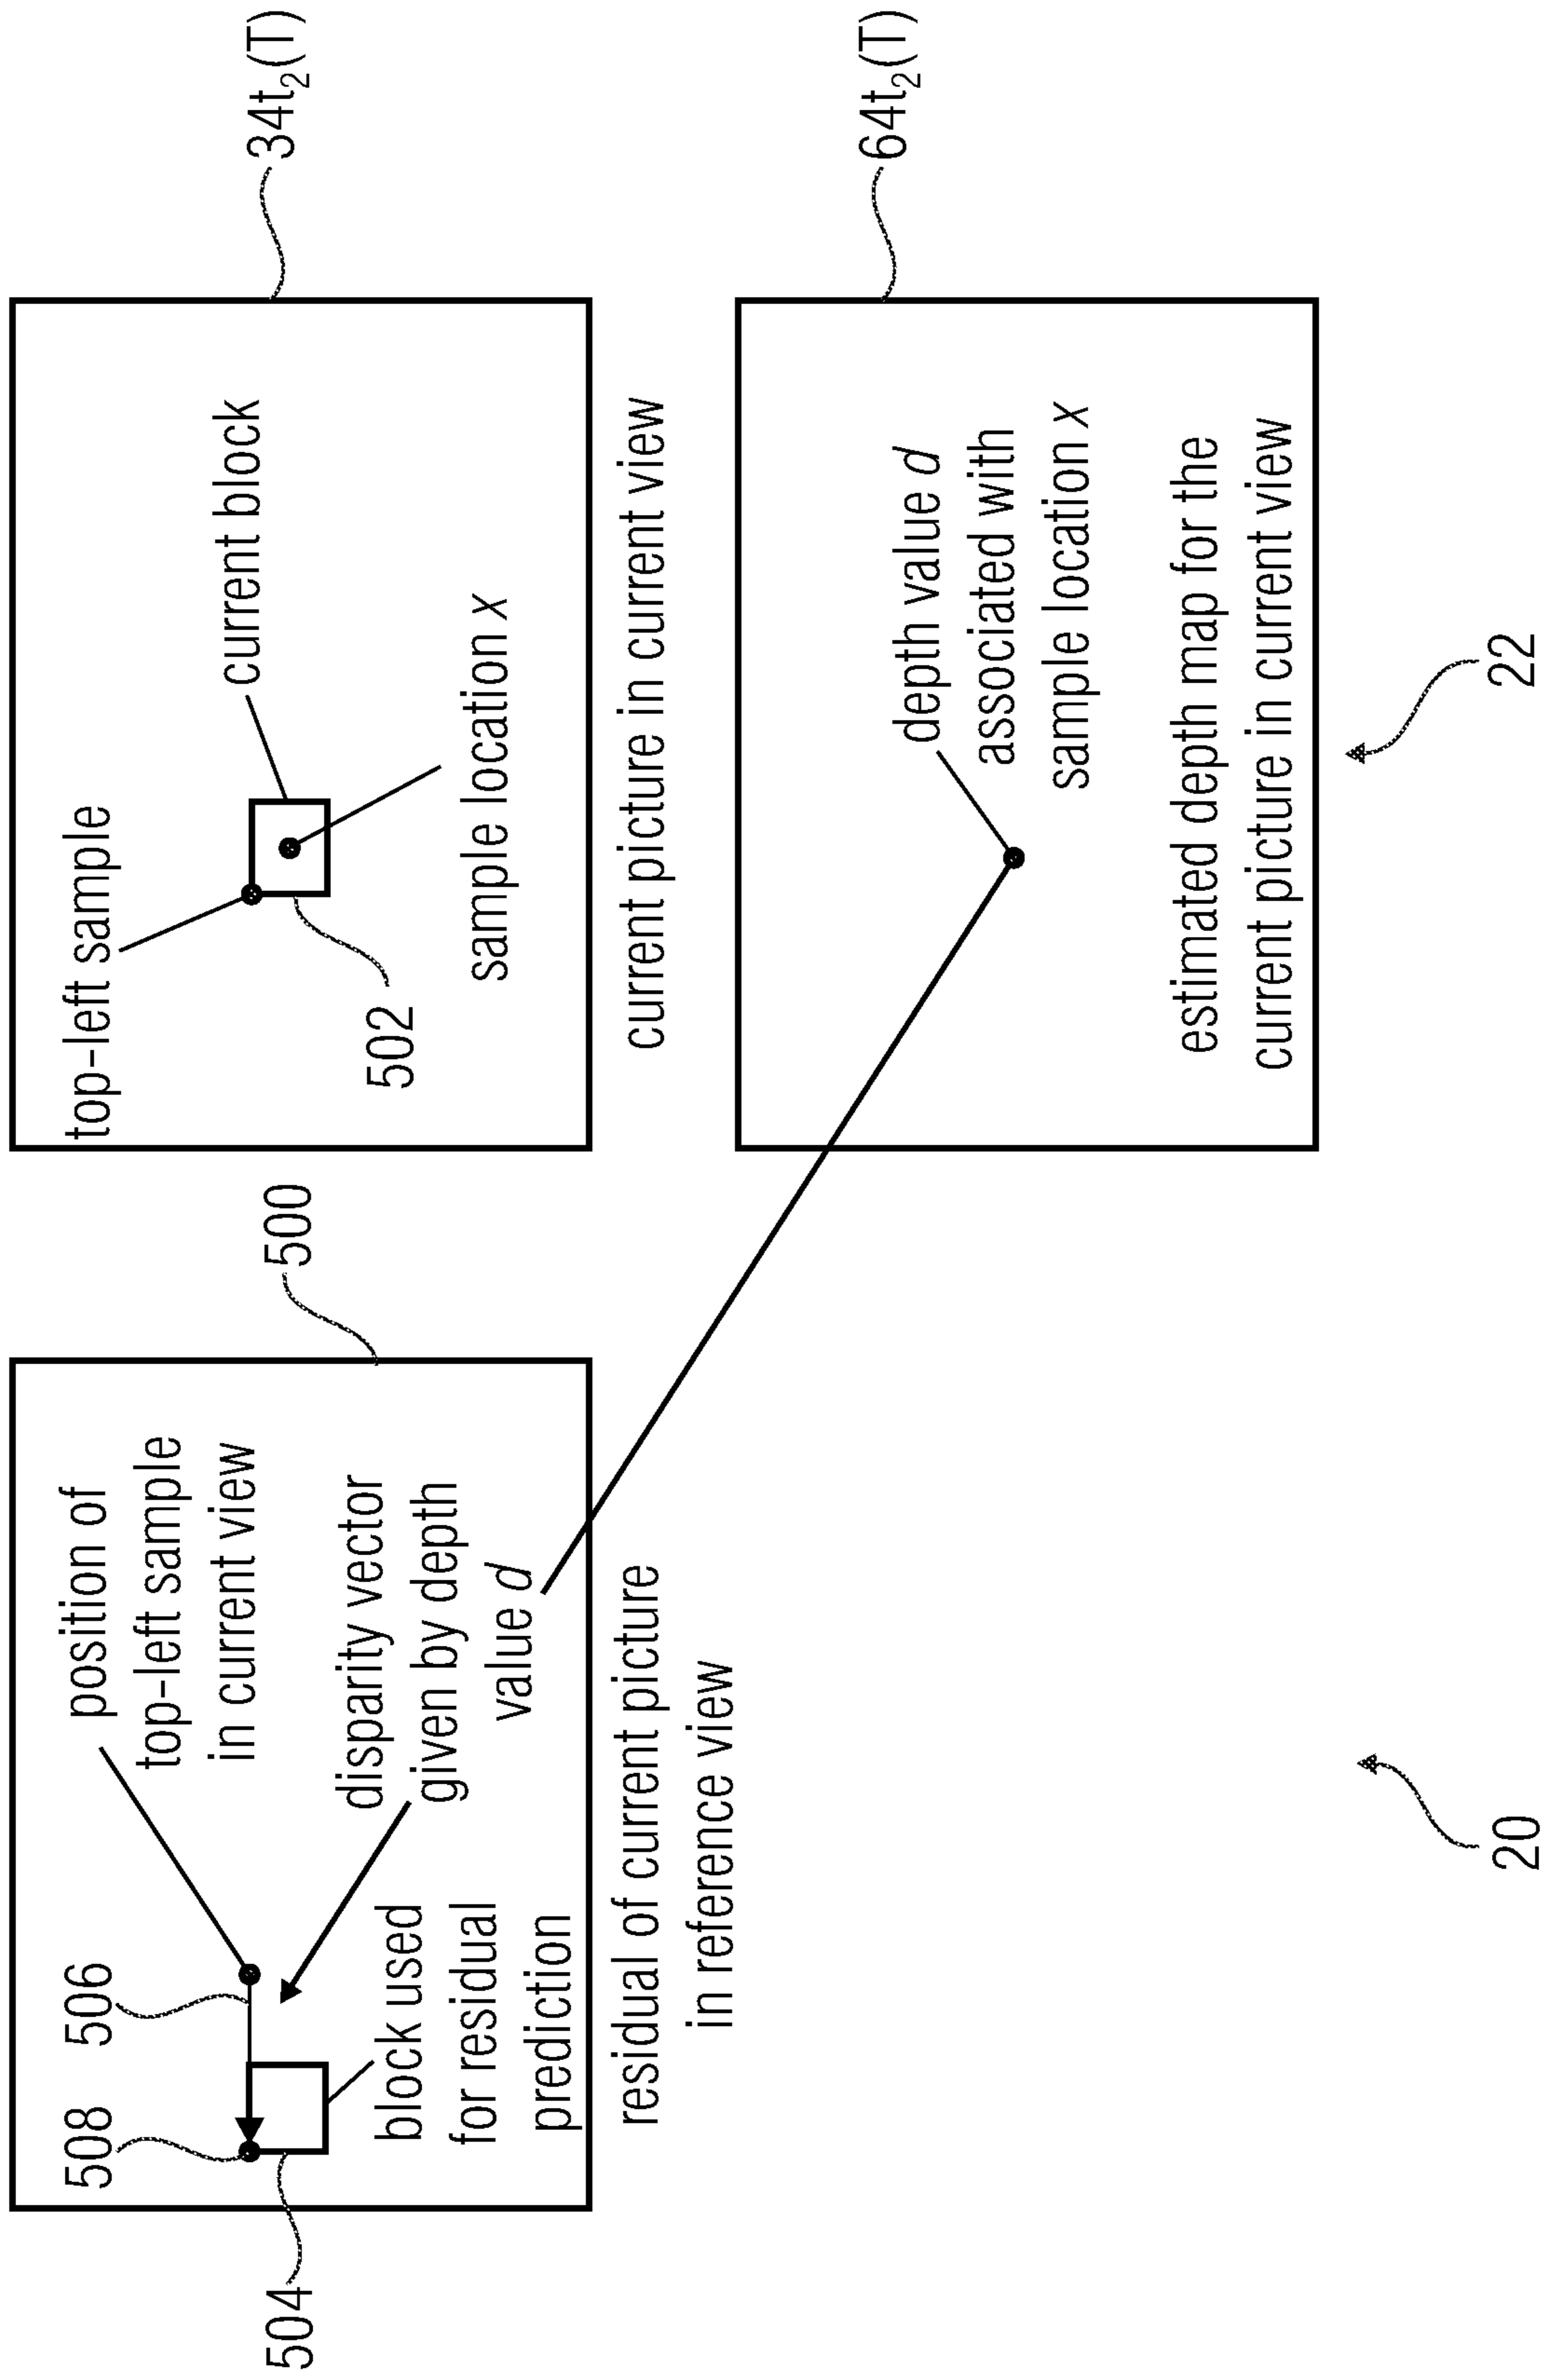 500
34t₂(T)
508
506
position of
top-left sample
in current view
top-left sample
current block
disparity vector
given by depth
value d
504
block used
for residual
prediction
502
sample location x
residual of current picture
in reference view
current picture in current view
64t₂(T)
depth value d
associated with
sample location x
estimated depth map for the
current picture in current view
20
22